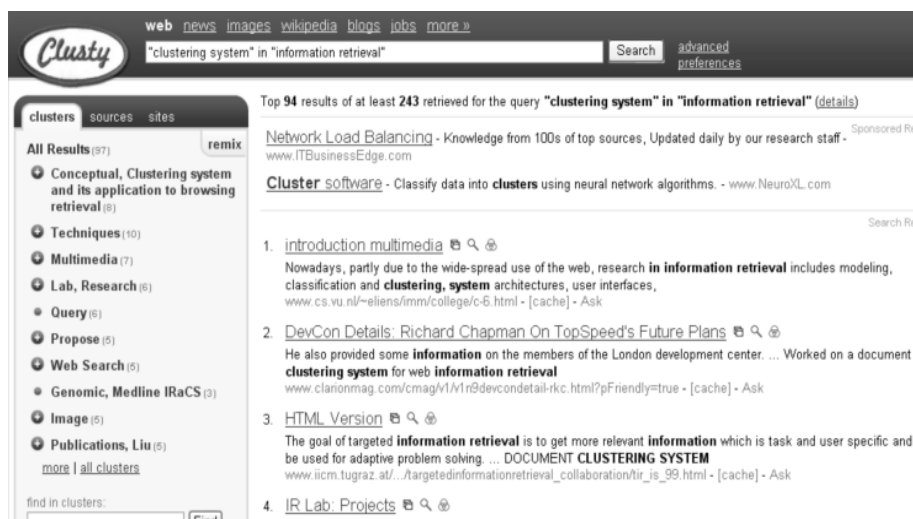 web news images wikipedia blogs jobs more »
Clusty
"clustering system" in "information retrieval"
Search
advanced
preferences
clusters sources sites
remix
All Results (97)
Conceptual, Clustering system
and its application to browsing
retrieval (8)
Techniques (10)
Multimedia (7)
Lab, Research (6)
Query (6)
Propose (5)
Web Search (5)
Genomic, Medline IRaCS (3)
Image (5)
Publications, Liu (5)
more | all clusters
find in clusters:
Find
Top 94 results of at least 243 retrieved for the query "clustering system" in "information retrieval" (details)
Sponsored Re
Network Load Balancing - Knowledge from 100s of top sources, Updated daily by our research staff -
www.ITBusinessEdge.com
Cluster software - Classify data into clusters using neural network algorithms. - www.NeuroXL.com
Search Re
1. introduction multimedia
Nowadays, partly due to the wide-spread use of the web, research in information retrieval includes modeling,
classification and clustering, system architectures, user interfaces,
www.cs.vu.nl/~eliens/imm/college/c-6.html - [cache] - Ask
2. DevCon Details: Richard Chapman On TopSpeed's Future Plans
He also provided some information on the members of the London development center. ... Worked on a document
clustering system for web information retrieval
www.clarionmag.com/cmag/v1/v1n9devcondetail-rkc.html?pFriendly=true - [cache] - Ask
3. HTML Version
The goal of targeted information retrieval is to get more relevant information which is task and user specific and
be used for adaptive problem solving. ... DOCUMENT CLUSTERING SYSTEM
www.iicm.tugraz.at/.../targetedinformationretrieval_collaboration/tir_is_99.html - [cache] - Ask
4. IR Lab: Projects